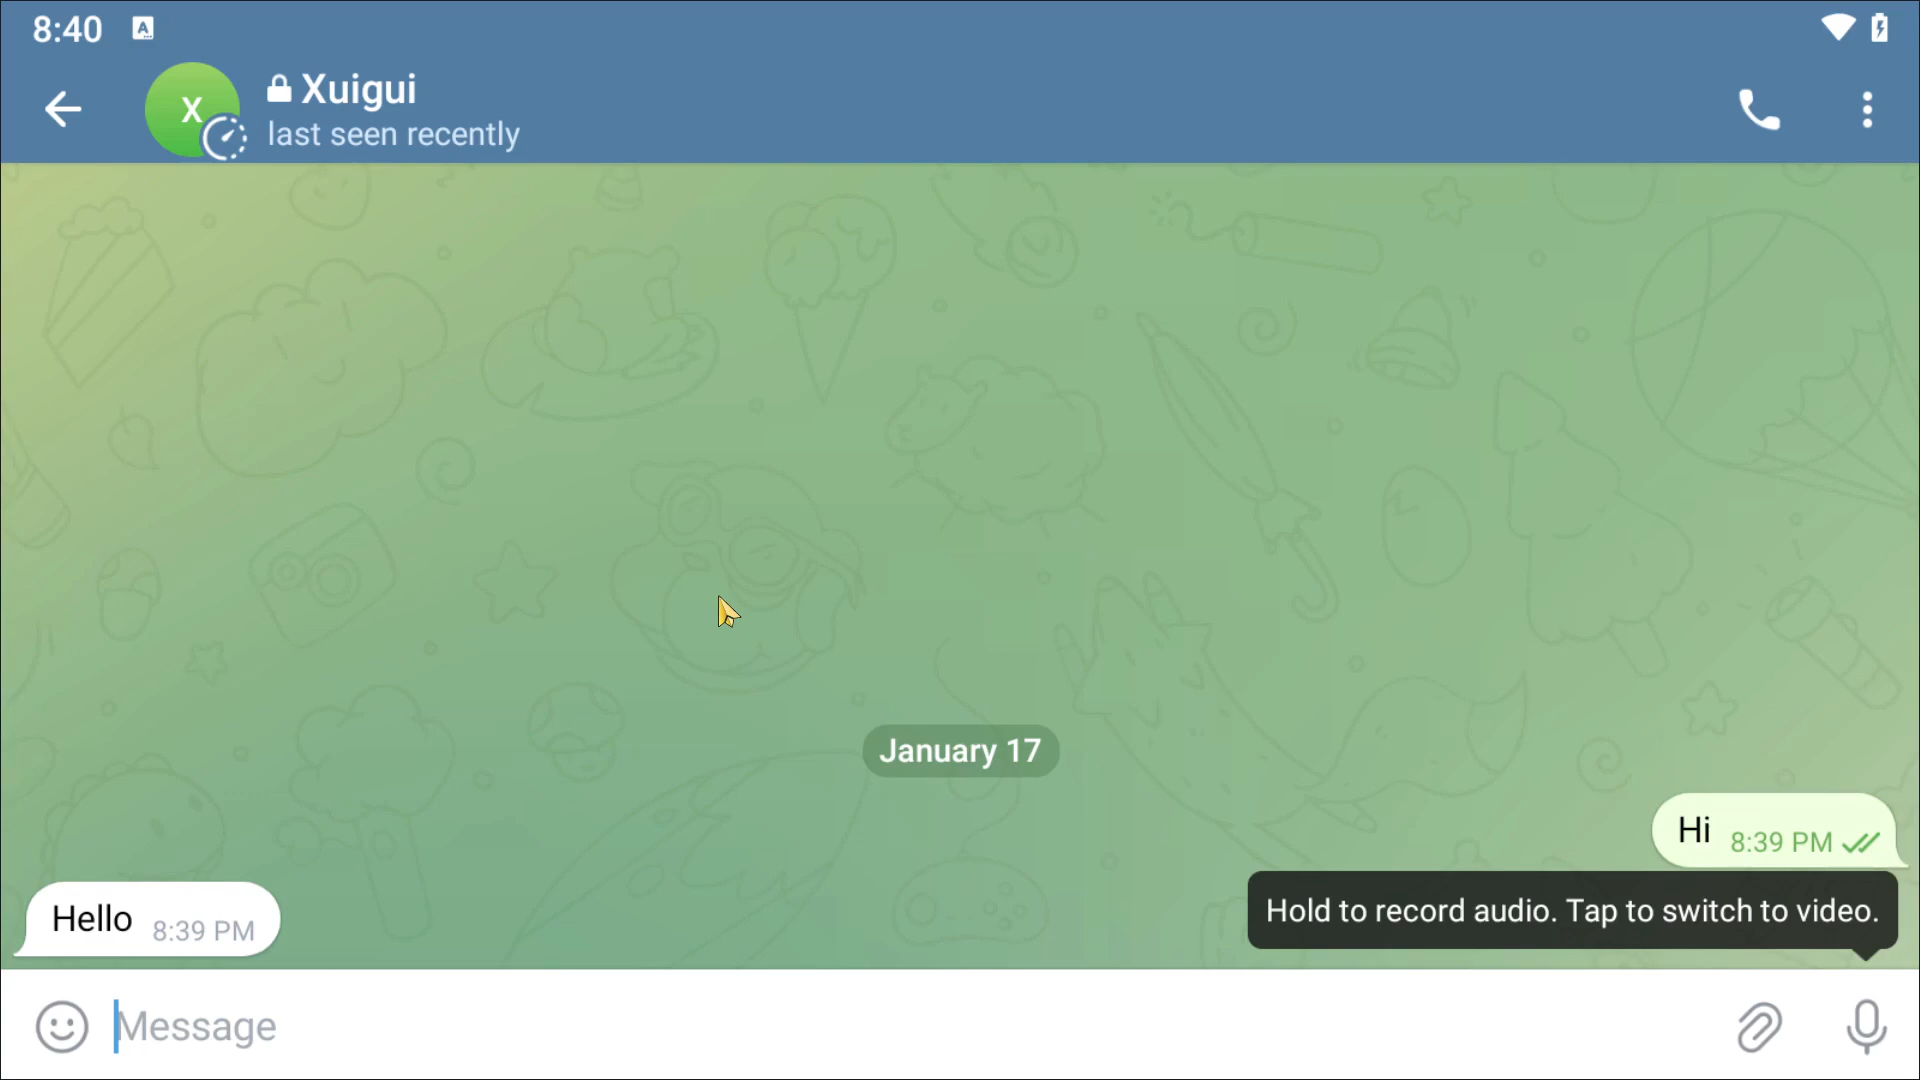 8:40
A
X
Xuigui
last seen recently
January 17
Hi 8:39 PM
Hello 8:39 PM
Hold to record audio. Tap to switch to video.
Message